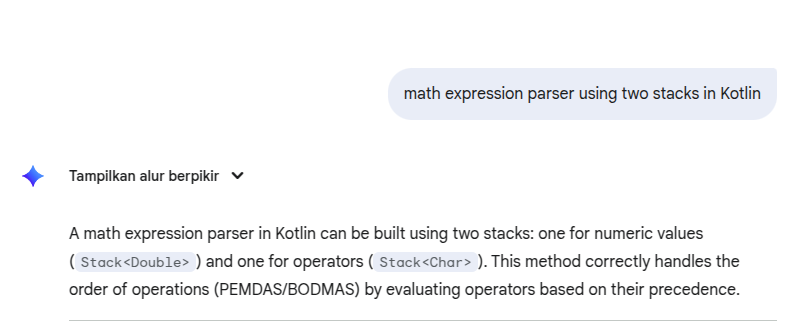 math expression parser using two stacks in Kotlin
Tampilkan alur berpikir
A math expression parser in Kotlin can be built using two stacks: one for numeric values
(Stack<Double>) and one for operators (Stack<Char>). This method correctly handles the
order of operations (PEMDAS/BODMAS) by evaluating operators based on their precedence.